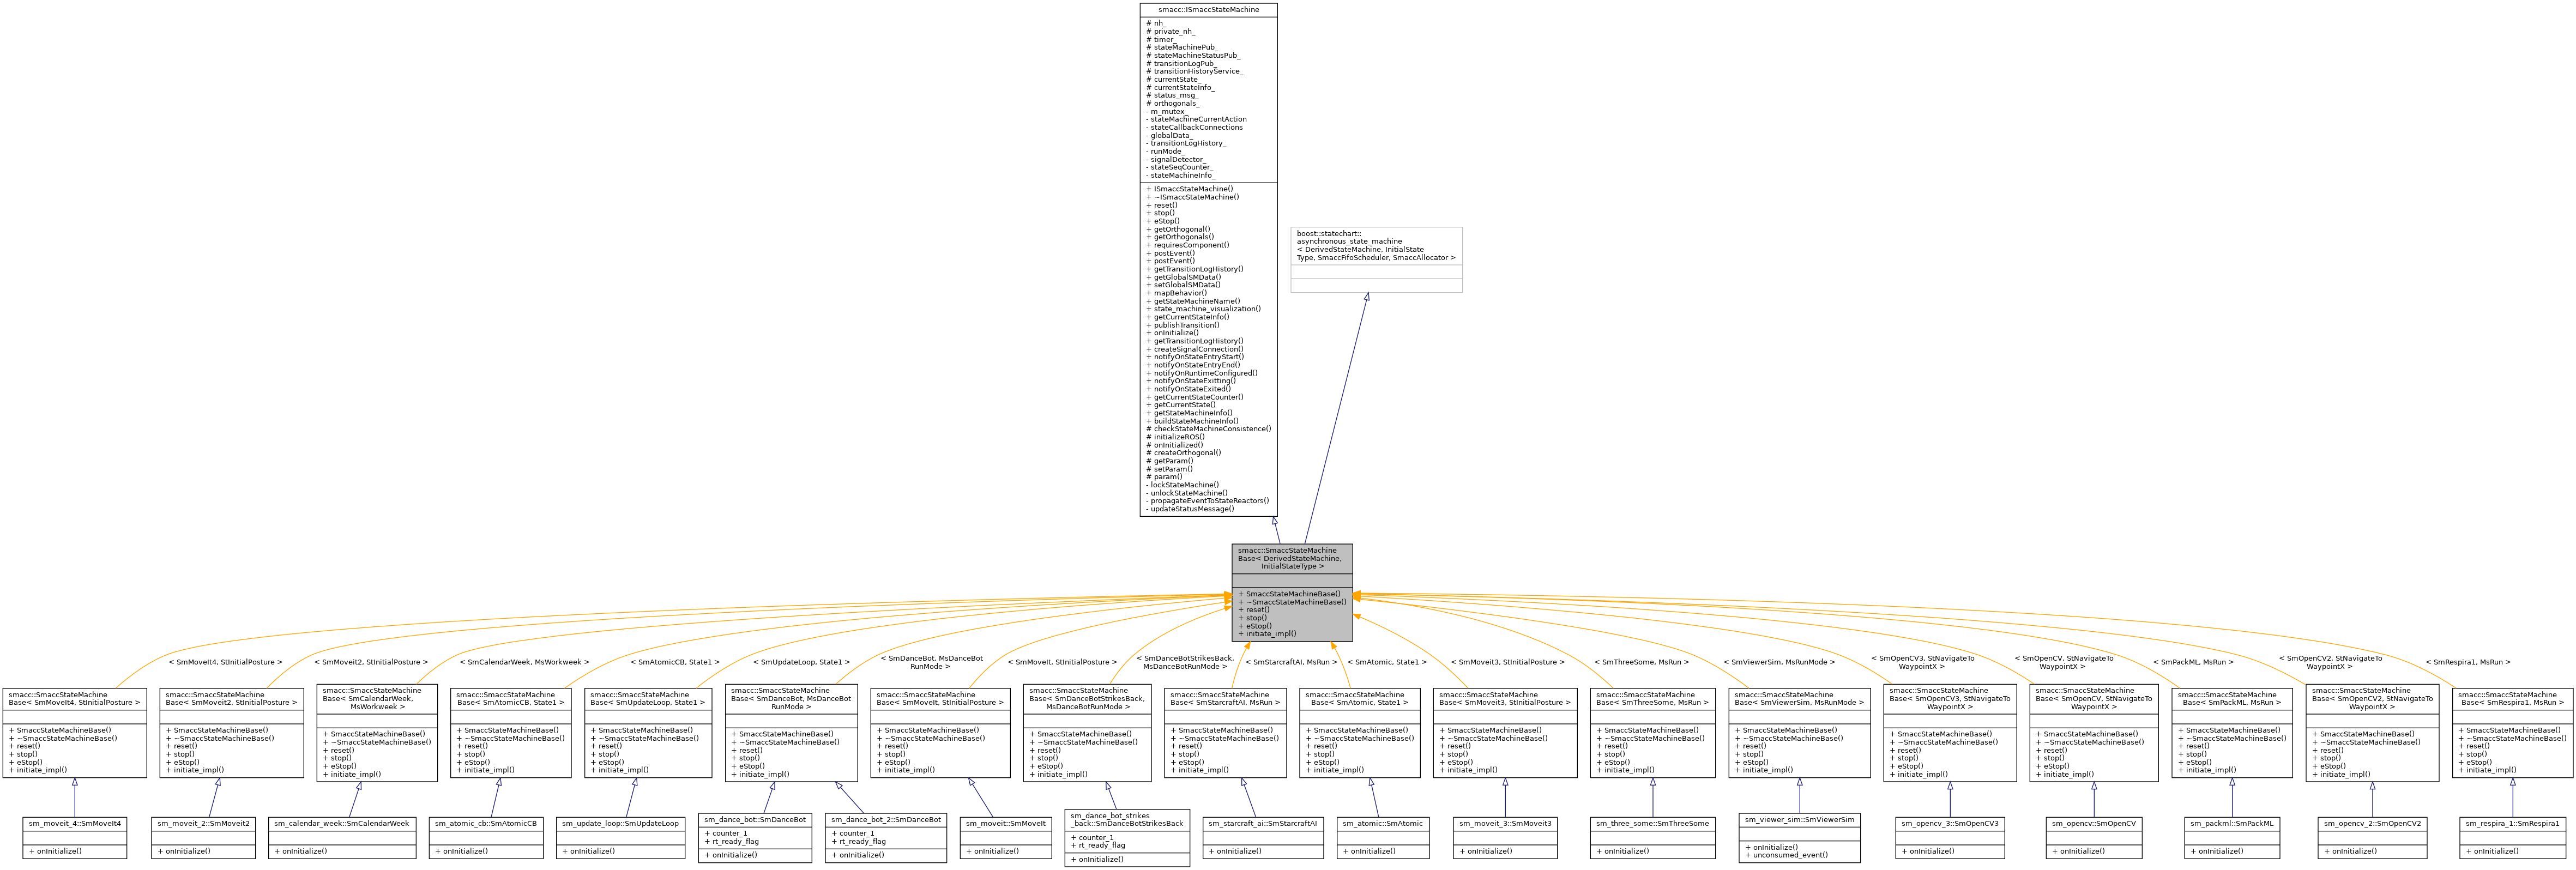 smacc::ISmaccStateMachine
# nh_
# private_nh_
# timer_
# stateMachinePub_
# stateMachineStatusPub_
# transitionLogPub_
# transitionHistoryService_
# currentState_
# currentStateInfo_
# status_msg_
# orthogonals_
- m_mutex_
- stateMachineCurrentAction
- stateCallbackConnections
- globalData_
- transitionLogHistory_
- runMode_
- signalDetector_
- stateSeqCounter_
- stateMachineInfo_
+ ISmaccStateMachine()
+ ~ISmaccStateMachine()
+ reset()
+ stop()
+ eStop()
+ getOrthogonal()
+ getOrthogonals()
+ requiresComponent()
+ postEvent()
+ postEvent()
+ getTransitionLogHistory()
+ getGlobalSMData()
+ setGlobalSMData()
+ mapBehavior()
+ getStateMachineName()
+ state_machine_visualization()
+ getCurrentStateInfo()
+ publishTransition()
+ onInitialize()
+ getTransitionLogHistory()
+ createSignalConnection()
+ notifyOnStateEntryStart()
+ notifyOnStateEntryEnd()
+ notifyOnRuntimeConfigured()
+ notifyOnStateExitting()
+ notifyOnStateExited()
+ getCurrentStateCounter()
+ getCurrentState()
+ getStateMachineInfo()
+ buildStateMachineInfo()
# checkStateMachineConsistence()
# initializeROS()
# onInitialized()
# createOrthogonal()
# getParam()
# setParam()
# param()
- lockStateMachine()
- unlockStateMachine()
- propagateEventToStateReactors()
- updateStatusMessage()
boost::statechart::
asynchronous_state_machine
< DerivedStateMachine, InitialState
Type, SmaccFifoScheduler, SmaccAllocator >
smacc::SmaccStateMachine
Base< DerivedStateMachine,
InitialStateType >
+ SmaccStateMachineBase()
+ ~SmaccStateMachineBase()
+ reset()
+ stop()
+ eStop()
+ initiate_impl()
< SmMoveIt4, StInitialPosture >
< SmMoveit2, StInitialPosture >
< SmCalendarWeek, MsWorkweek >
< SmAtomicCB, State1 >
< SmUpdateLoop, State1 >
< SmDanceBot, MsDanceBot
RunMode >
< SmMoveIt, StInitialPosture >
< SmDanceBotStrikesBack,
MsDanceBotRunMode >
< SmStarcraftAI, MsRun >
< SmAtomic, State1 >
< SmMoveit3, StInitialPosture >
< SmThreeSome, MsRun >
< SmViewerSim, MsRunMode >
< SmOpenCV3, StNavigateTo
WaypointX >
< SmOpenCV, StNavigateTo
WaypointX >
< SmPackML, MsRun >
< SmOpenCV2, StNavigateTo
WaypointX >
< SmRespira1, MsRun >
smacc::SmaccStateMachine
Base< SmMoveIt4, StInitialPosture >
+ SmaccStateMachineBase()
+ ~SmaccStateMachineBase()
+ reset()
+ stop()
+ eStop()
+ initiate_impl()
smacc::SmaccStateMachine
Base< SmMoveit2, StInitialPosture >
+ SmaccStateMachineBase()
+ ~SmaccStateMachineBase()
+ reset()
+ stop()
+ eStop()
+ initiate_impl()
smacc::SmaccStateMachine
Base< SmCalendarWeek,
MsWorkweek >
+ SmaccStateMachineBase()
+ ~SmaccStateMachineBase()
+ reset()
+ stop()
+ eStop()
+ initiate_impl()
smacc::SmaccStateMachine
Base< SmAtomicCB, State1 >
+ SmaccStateMachineBase()
+ ~SmaccStateMachineBase()
+ reset()
+ stop()
+ eStop()
+ initiate_impl()
smacc::SmaccStateMachine
Base< SmUpdateLoop, State1 >
+ SmaccStateMachineBase()
+ ~SmaccStateMachineBase()
+ reset()
+ stop()
+ eStop()
+ initiate_impl()
smacc::SmaccStateMachine
Base< SmDanceBot, MsDanceBot
RunMode >
+ SmaccStateMachineBase()
+ ~SmaccStateMachineBase()
+ reset()
+ stop()
+ eStop()
+ initiate_impl()
smacc::SmaccStateMachine
Base< SmMoveIt, StInitialPosture >
+ SmaccStateMachineBase()
+ ~SmaccStateMachineBase()
+ reset()
+ stop()
+ eStop()
+ initiate_impl()
smacc::SmaccStateMachine
Base< SmDanceBotStrikesBack,
MsDanceBotRunMode >
+ SmaccStateMachineBase()
+ ~SmaccStateMachineBase()
+ reset()
+ stop()
+ eStop()
+ initiate_impl()
smacc::SmaccStateMachine
Base< SmStarcraftAI, MsRun >
+ SmaccStateMachineBase()
+ ~SmaccStateMachineBase()
+ reset()
+ stop()
+ eStop()
+ initiate_impl()
smacc::SmaccStateMachine
Base< SmAtomic, State1 >
+ SmaccStateMachineBase()
+ ~SmaccStateMachineBase()
+ reset()
+ stop()
+ eStop()
+ initiate_impl()
smacc::SmaccStateMachine
Base< SmMoveit3, StInitialPosture >
+ SmaccStateMachineBase()
+ ~SmaccStateMachineBase()
+ reset()
+ stop()
+ eStop()
+ initiate_impl()
smacc::SmaccStateMachine
Base< SmThreeSome, MsRun >
+ SmaccStateMachineBase()
+ ~SmaccStateMachineBase()
+ reset()
+ stop()
+ eStop()
+ initiate_impl()
smacc::SmaccStateMachine
Base< SmViewerSim, MsRunMode >
+ SmaccStateMachineBase()
+ ~SmaccStateMachineBase()
+ reset()
+ stop()
+ eStop()
+ initiate_impl()
smacc::SmaccStateMachine
Base< SmOpenCV3, StNavigateTo
WaypointX >
+ SmaccStateMachineBase()
+ ~SmaccStateMachineBase()
+ reset()
+ stop()
+ eStop()
+ initiate_impl()
smacc::SmaccStateMachine
Base< SmOpenCV, StNavigateTo
WaypointX >
+ SmaccStateMachineBase()
+ ~SmaccStateMachineBase()
+ reset()
+ stop()
+ eStop()
+ initiate_impl()
smacc::SmaccStateMachine
Base< SmPackML, MsRun >
+ SmaccStateMachineBase()
+ ~SmaccStateMachineBase()
+ reset()
+ stop()
+ eStop()
+ initiate_impl()
smacc::SmaccStateMachine
Base< SmOpenCV2, StNavigateTo
WaypointX >
+ SmaccStateMachineBase()
+ ~SmaccStateMachineBase()
+ reset()
+ stop()
+ eStop()
+ initiate_impl()
smacc::SmaccStateMachine
Base< SmRespira1, MsRun >
+ SmaccStateMachineBase()
+ ~SmaccStateMachineBase()
+ reset()
+ stop()
+ eStop()
+ initiate_impl()
sm_moveit_4::SmMoveIt4
+ onInitialize()
sm_moveit_2::SmMoveit2
+ onInitialize()
sm_calendar_week::SmCalendarWeek
+ onInitialize()
sm_atomic_cb::SmAtomicCB
+ onInitialize()
sm_update_loop::SmUpdateLoop
+ onInitialize()
sm_dance_bot::SmDanceBot
+ counter_1
+ rt_ready_flag
+ onInitialize()
sm_dance_bot_2::SmDanceBot
+ counter_1
+ rt_ready_flag
+ onInitialize()
sm_moveit::SmMoveIt
+ onInitialize()
sm_dance_bot_strikes
_back::SmDanceBotStrikesBack
+ counter_1
+ rt_ready_flag
+ onInitialize()
sm_starcraft_ai::SmStarcraftAI
+ onInitialize()
sm_atomic::SmAtomic
+ onInitialize()
sm_moveit_3::SmMoveit3
+ onInitialize()
sm_three_some::SmThreeSome
+ onInitialize()
sm_viewer_sim::SmViewerSim
+ onInitialize()
+ unconsumed_event()
sm_opencv_3::SmOpenCV3
+ onInitialize()
sm_opencv::SmOpenCV
+ onInitialize()
sm_packml::SmPackML
+ onInitialize()
sm_opencv_2::SmOpenCV2
+ onInitialize()
sm_respira_1::SmRespira1
+ onInitialize()